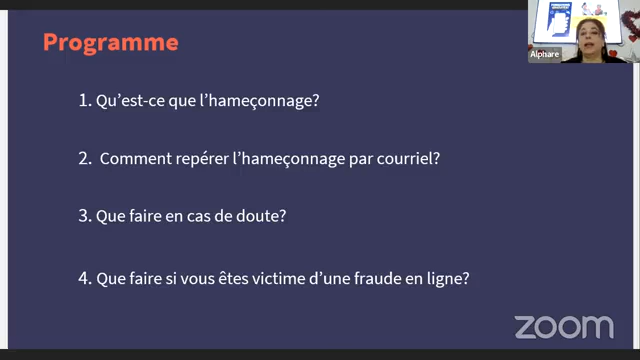 Programme
Alphare
1. Qu’est-ce que l’hameçonnage?
2. Comment repérer l’hameçonnage par courriel?
3. Que faire en cas de doute?
4. Que faire si vous êtes victime d’une fraude en ligne?
zoom